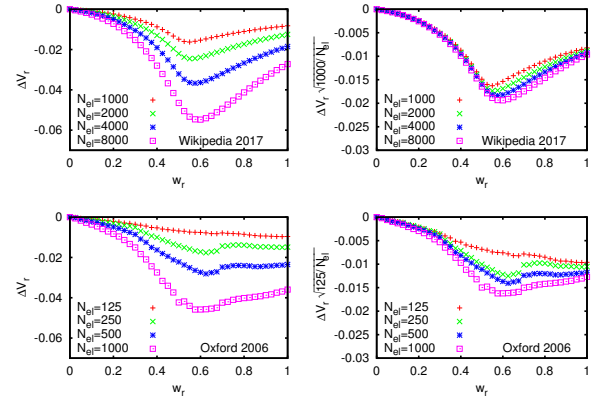 0
-0.02
-0.04
-0.06
ΔV_r
N_el=1000
N_el=2000
N_el=4000
N_el=8000
Wikipedia 2017
0 0.2 0.4 0.6 0.8 1
w_r
0
-0.005
-0.01
-0.015
-0.02
-0.025
-0.03
ΔV_r √1000/N_el
N_el=1000
N_el=2000
N_el=4000
N_el=8000
Wikipedia 2017
0 0.2 0.4 0.6 0.8 1
w_r
0
-0.02
-0.04
-0.06
ΔV_r
N_el=125
N_el=250
N_el=500
N_el=1000
Oxford 2006
0 0.2 0.4 0.6 0.8 1
w_r
0
-0.005
-0.01
-0.015
-0.02
-0.025
-0.03
ΔV_r √125/N_el
N_el=125
N_el=250
N_el=500
N_el=1000
Oxford 2006
0 0.2 0.4 0.6 0.8 1
w_r